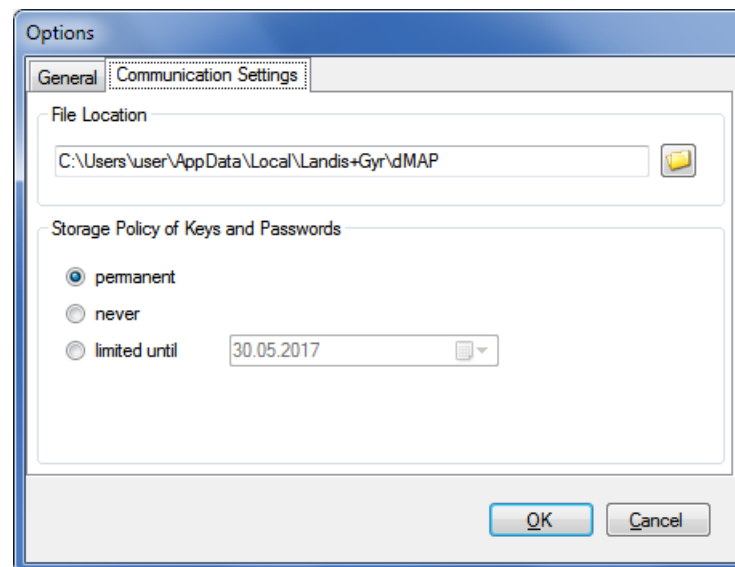 Options
General
Communication Settings
File Location
C:\Users\user\AppData\Local\Landis+Gyr\dMAP
Storage Policy of Keys and Passwords
permanent
never
limited until 30.05.2017
OK Cancel